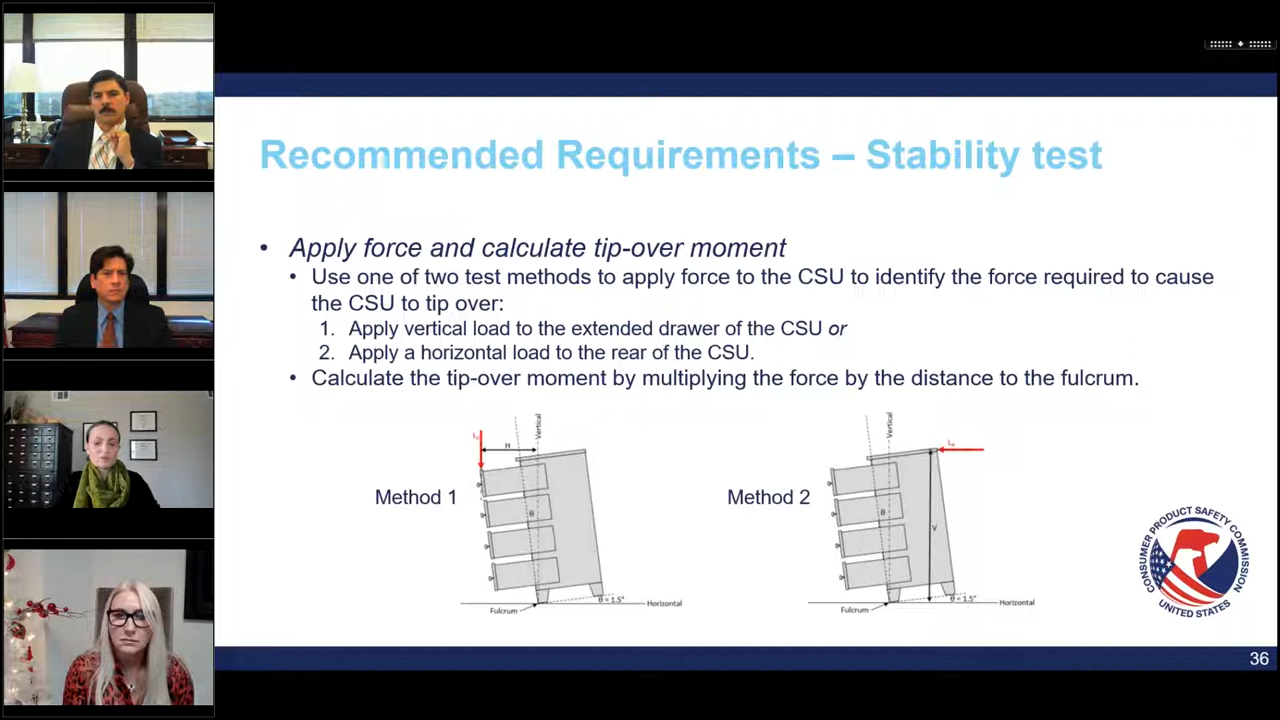 Recommended Requirements – Stability test
• Apply force and calculate tip-over moment
• Use one of two test methods to apply force to the CSU to identify the force required to cause
the CSU to tip over:
1. Apply vertical load to the extended drawer of the CSU or
2. Apply a horizontal load to the rear of the CSU.
• Calculate the tip-over moment by multiplying the force by the distance to the fulcrum.
Vertical
H
Method 1
θ
θ < 1.5°
Horizontal
Fulcrum
Vertical
Method 2
θ
V
θ < 1.5°
Horizontal
Fulcrum
CONSUMER PRODUCT SAFETY COMMISSION
UNITED STATES
36